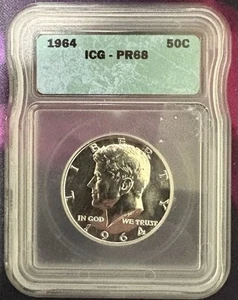 1964 50C
ICG - PR68
LIBERTY
IN GOD WE TRUST
1964